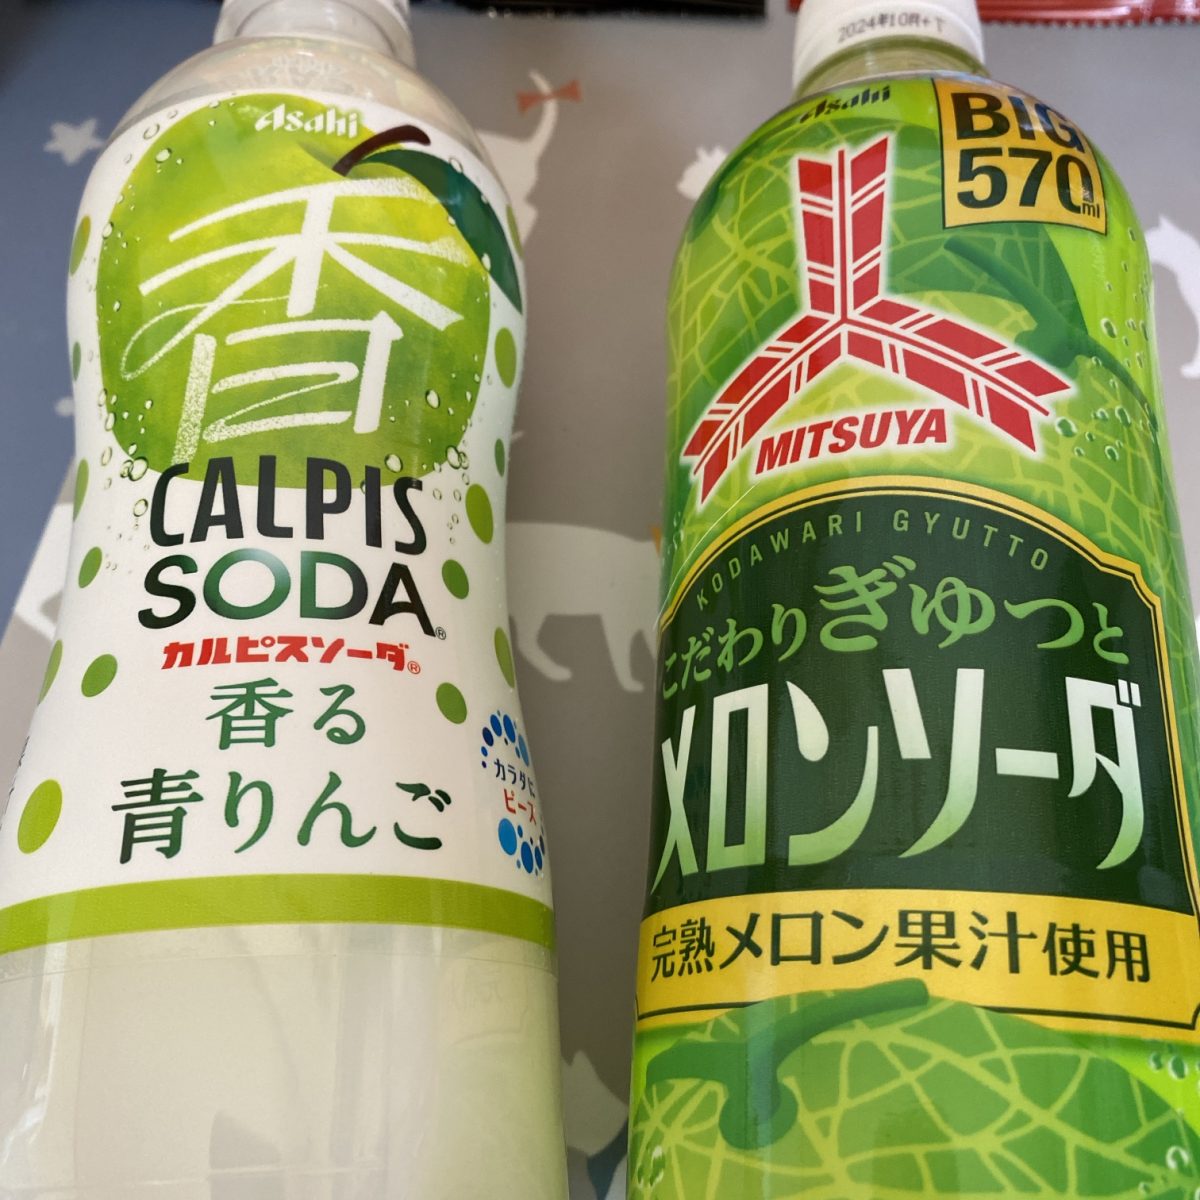 Asahi
香
CALPIS
SODA®
カルピスソーダ®
香る
青りんご
カラダに
ピース
Asahi
BIG
570ml
MITSUYA
KODAWARI GYUTTO
こだわりぎゅっと
メロンソーダ
完熟メロン果汁使用